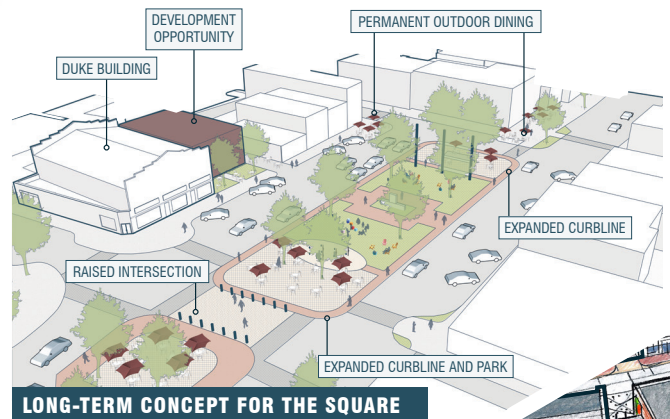 DEVELOPMENT
OPPORTUNITY
PERMANENT OUTDOOR DINING
DUKE BUILDING
EXPANDED CURBLINE
RAISED INTERSECTION
EXPANDED CURBLINE AND PARK
LONG-TERM CONCEPT FOR THE SQUARE